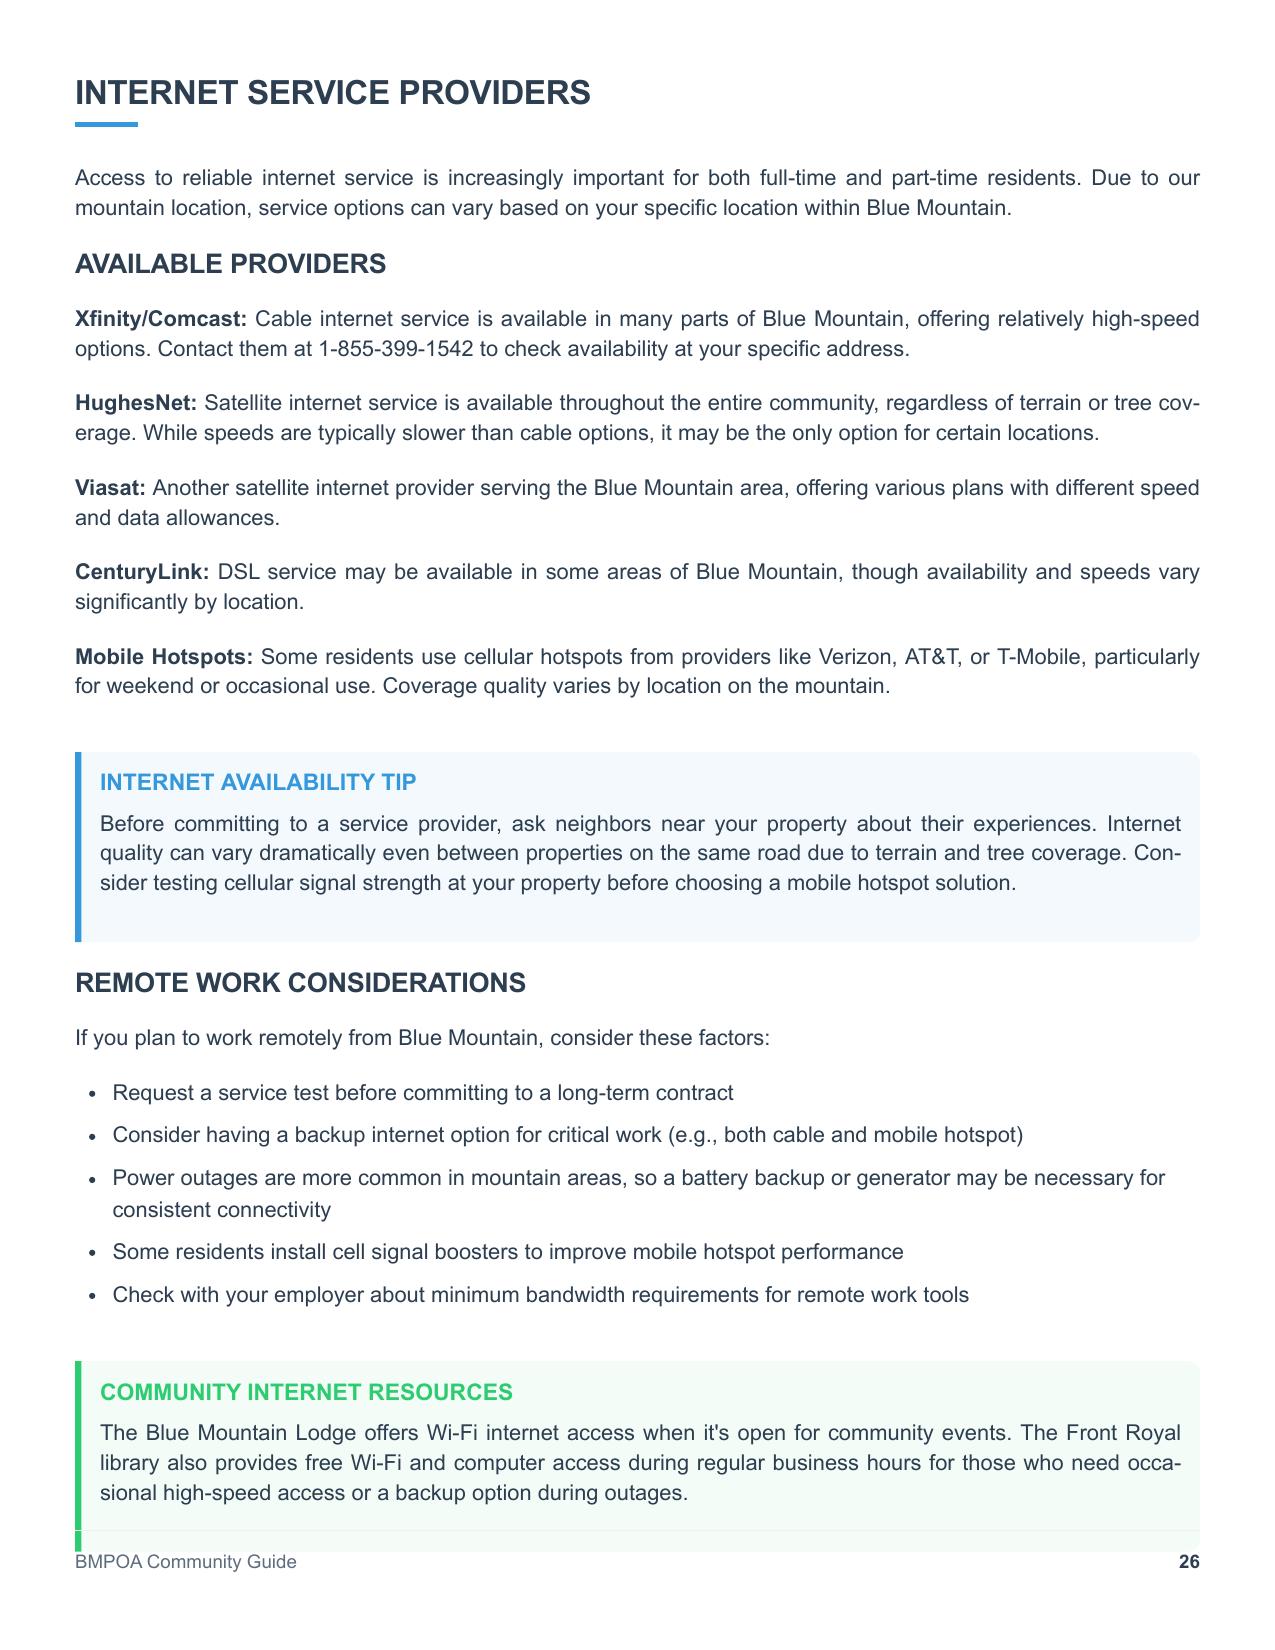 INTERNET SERVICE PROVIDERS
Access to reliable internet service is increasingly important for both full-time and part-time residents. Due to our
mountain location, service options can vary based on your specific location within Blue Mountain.
AVAILABLE PROVIDERS
Xfinity/Comcast: Cable internet service is available in many parts of Blue Mountain, offering relatively high-speed
options. Contact them at 1-855-399-1542 to check availability at your specific address.
HughesNet: Satellite internet service is available throughout the entire community, regardless of terrain or tree cov-
erage. While speeds are typically slower than cable options, it may be the only option for certain locations.
Viasat: Another satellite internet provider serving the Blue Mountain area, offering various plans with different speed
and data allowances.
CenturyLink: DSL service may be available in some areas of Blue Mountain, though availability and speeds vary
significantly by location.
Mobile Hotspots: Some residents use cellular hotspots from providers like Verizon, AT&T, or T-Mobile, particularly
for weekend or occasional use. Coverage quality varies by location on the mountain.
INTERNET AVAILABILITY TIP
Before committing to a service provider, ask neighbors near your property about their experiences. Internet
quality can vary dramatically even between properties on the same road due to terrain and tree coverage. Con-
sider testing cellular signal strength at your property before choosing a mobile hotspot solution.
REMOTE WORK CONSIDERATIONS
If you plan to work remotely from Blue Mountain, consider these factors:
• Request a service test before committing to a long-term contract
• Consider having a backup internet option for critical work (e.g., both cable and mobile hotspot)
• Power outages are more common in mountain areas, so a battery backup or generator may be necessary for
consistent connectivity
• Some residents install cell signal boosters to improve mobile hotspot performance
• Check with your employer about minimum bandwidth requirements for remote work tools
COMMUNITY INTERNET RESOURCES
The Blue Mountain Lodge offers Wi-Fi internet access when it's open for community events. The Front Royal
library also provides free Wi-Fi and computer access during regular business hours for those who need occa-
sional high-speed access or a backup option during outages.
BMPOA Community Guide
26